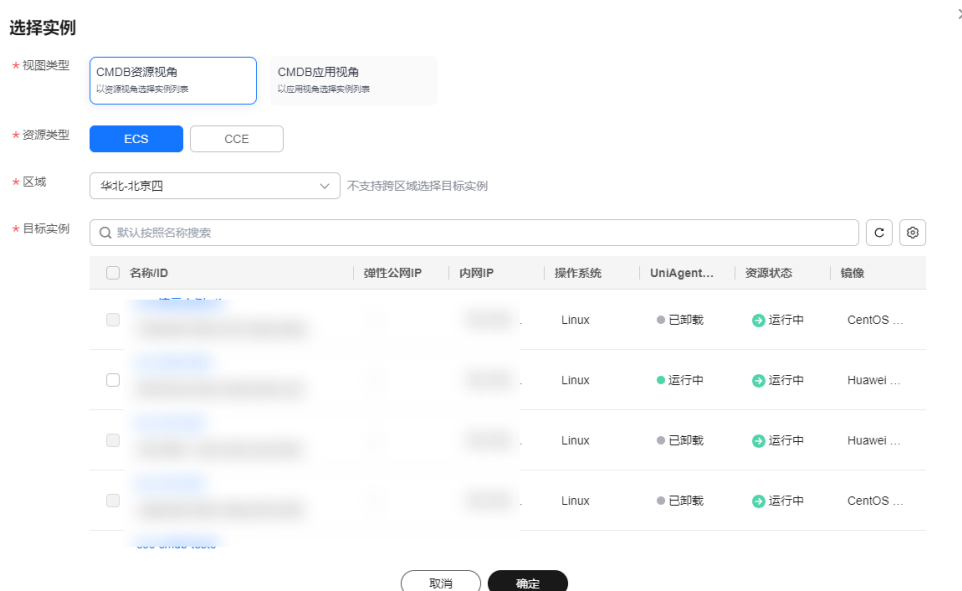 选择实例
* 视图类型
CMDB资源视角
以资源视角选择实例列表
CMDB应用视角
以应用视角选择实例列表
* 资源类型
ECS
CCE
* 区域
华北-北京四
不支持跨区域选择目标实例
* 目标实例
默认按照名称搜索
名称/ID 弹性公网IP 内网IP 操作系统 UniAgent... 资源状态 镜像
Linux 已卸载 运行中 CentOS ...
Linux 运行中 运行中 Huawei ...
Linux 已卸载 运行中 Huawei ...
Linux 已卸载 运行中 CentOS ...
取消 确定